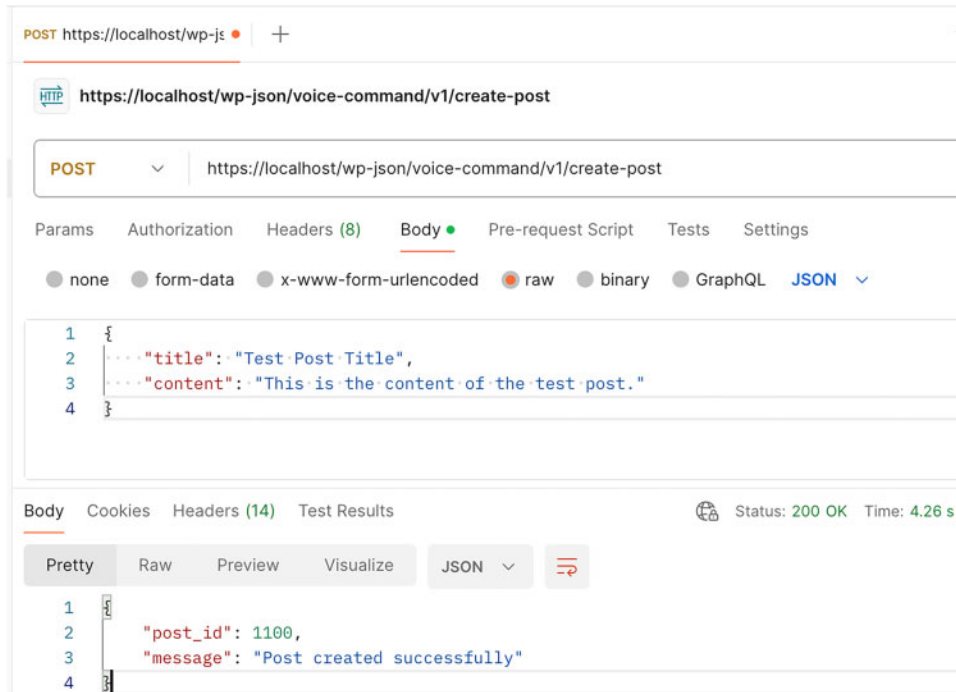 POST https://localhost/wp-js
https://localhost/wp-json/voice-command/v1/create-post
POST https://localhost/wp-json/voice-command/v1/create-post
Params Authorization Headers (8) Body Pre-request Script Tests Settings
none form-data x-www-form-urlencoded raw binary GraphQL JSON
1 {
2 "title": "Test Post Title",
3 "content": "This is the content of the test post."
4 }
Body Cookies Headers (14) Test Results Status: 200 OK Time: 4.26 s
Pretty Raw Preview Visualize JSON
1 {
2 "post_id": 1100,
3 "message": "Post created successfully"
4 }
HTTP